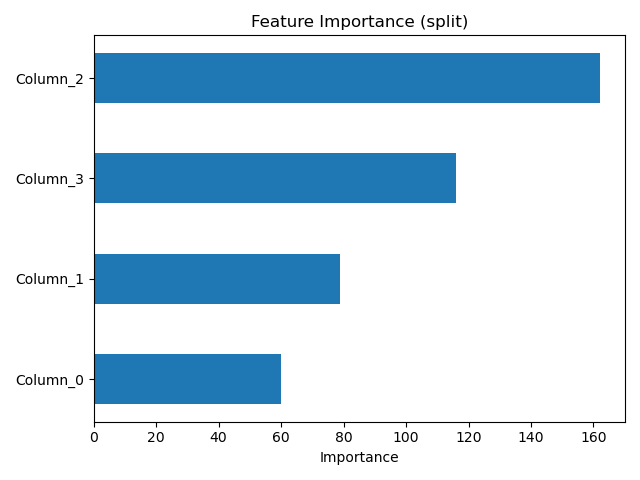 Feature Importance (split)
Column_2
Column_3
Column_1
Column_0
0 20 40 60 80 100 120 140 160
Importance